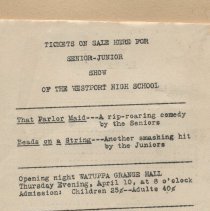 TICKETS ON SALE HERE FOR
SENIOR-JUNIOR
SHOW
OF THE WESTPORT HIGH SCHOOL
That Parlor Maid---A rip-roaring comedy
by the Seniors
Beads on a String---Another smashing hit
by the Juniors
Opening night WATUPPA GRANGE HALL
Thursday Evening, April 10, at 8 o'clock
Admission: Children 25¢--Adults 40¢